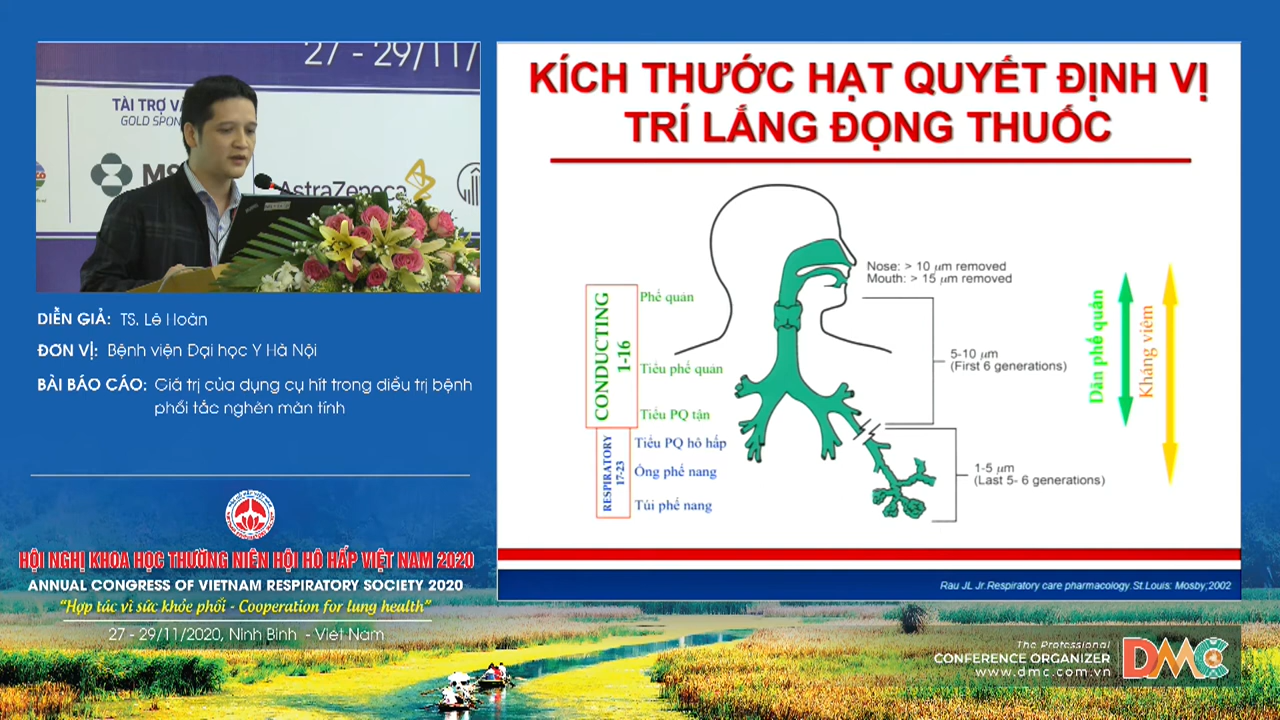 27 - 29/11/
TÀI TRỢ V
GOLD SPON
MS
AstraZeneca
DIỄN GIẢ: TS. Lê Hoàn
ĐƠN VỊ: Bệnh viện Đại học Y Hà Nội
BÀI BÁO CÁO: Giá trị của dụng cụ hít trong điều trị bệnh
phổi tắc nghẽn mãn tính
HỘI NGHỊ KHOA HỌC THƯỜNG NIÊN HỘI HÔ HẤP VIỆT NAM 2020
ANNUAL CONGRESS OF VIETNAM RESPIRATORY SOCIETY 2020
“Hợp tác vì sức khỏe phổi - Cooperation for lung health”
27 - 29/11/2020, Ninh Bình - Việt Nam
KÍCH THƯỚC HẠT QUYẾT ĐỊNH VỊ
TRÍ LẮNG ĐỌNG THUỐC
Nose: > 10 µm removed
Mouth: > 15 µm removed
CONDUCTING
1-16
Phế quản
Tiểu phế quản
Tiểu PQ tận
RESPIRATORY
17-23
Tiểu PQ hô hấp
Ống phế nang
Túi phế nang
5-10 µm
(First 6 generations)
1-5 µm
(Last 5- 6 generations)
Dãn phế quản
Kháng viêm
Rau JL Jr.Respiratory care pharmacology.St.Louis: Mosby;2002
The Professional
CONFERENCE ORGANIZER
www.dmc.com.vn
DMC